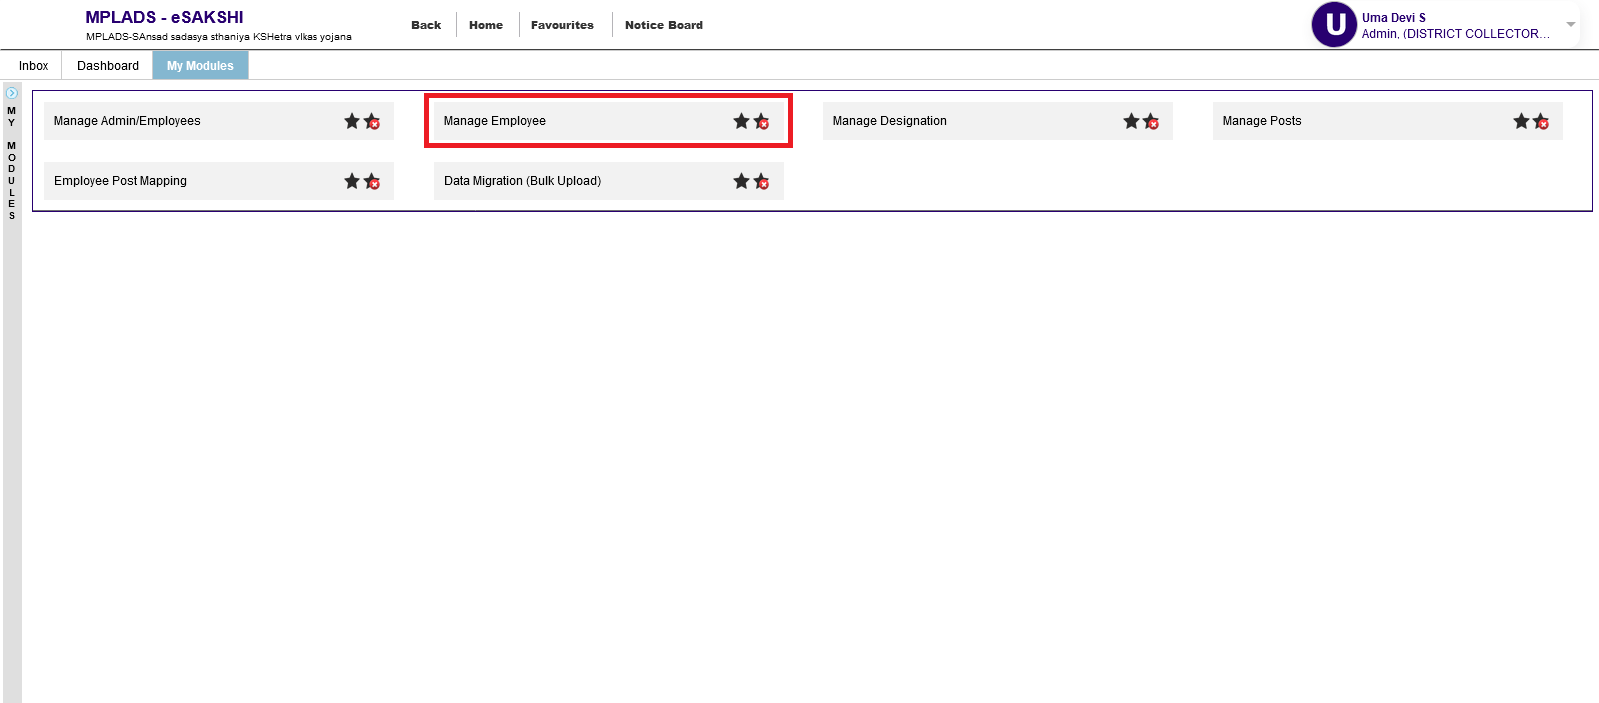 MPLADS - eSAKSHI
MPLADS-SAnsad sadasya sthaniya KSHetra vIkas yojana
Back
Home
Favourites
Notice Board
U
Uma Devi S
Admin, (DISTRICT COLLECTOR...
Inbox
Dashboard
My Modules
MY MODULES
Manage Admin/Employees
Manage Employee
Manage Designation
Manage Posts
Employee Post Mapping
Data Migration (Bulk Upload)